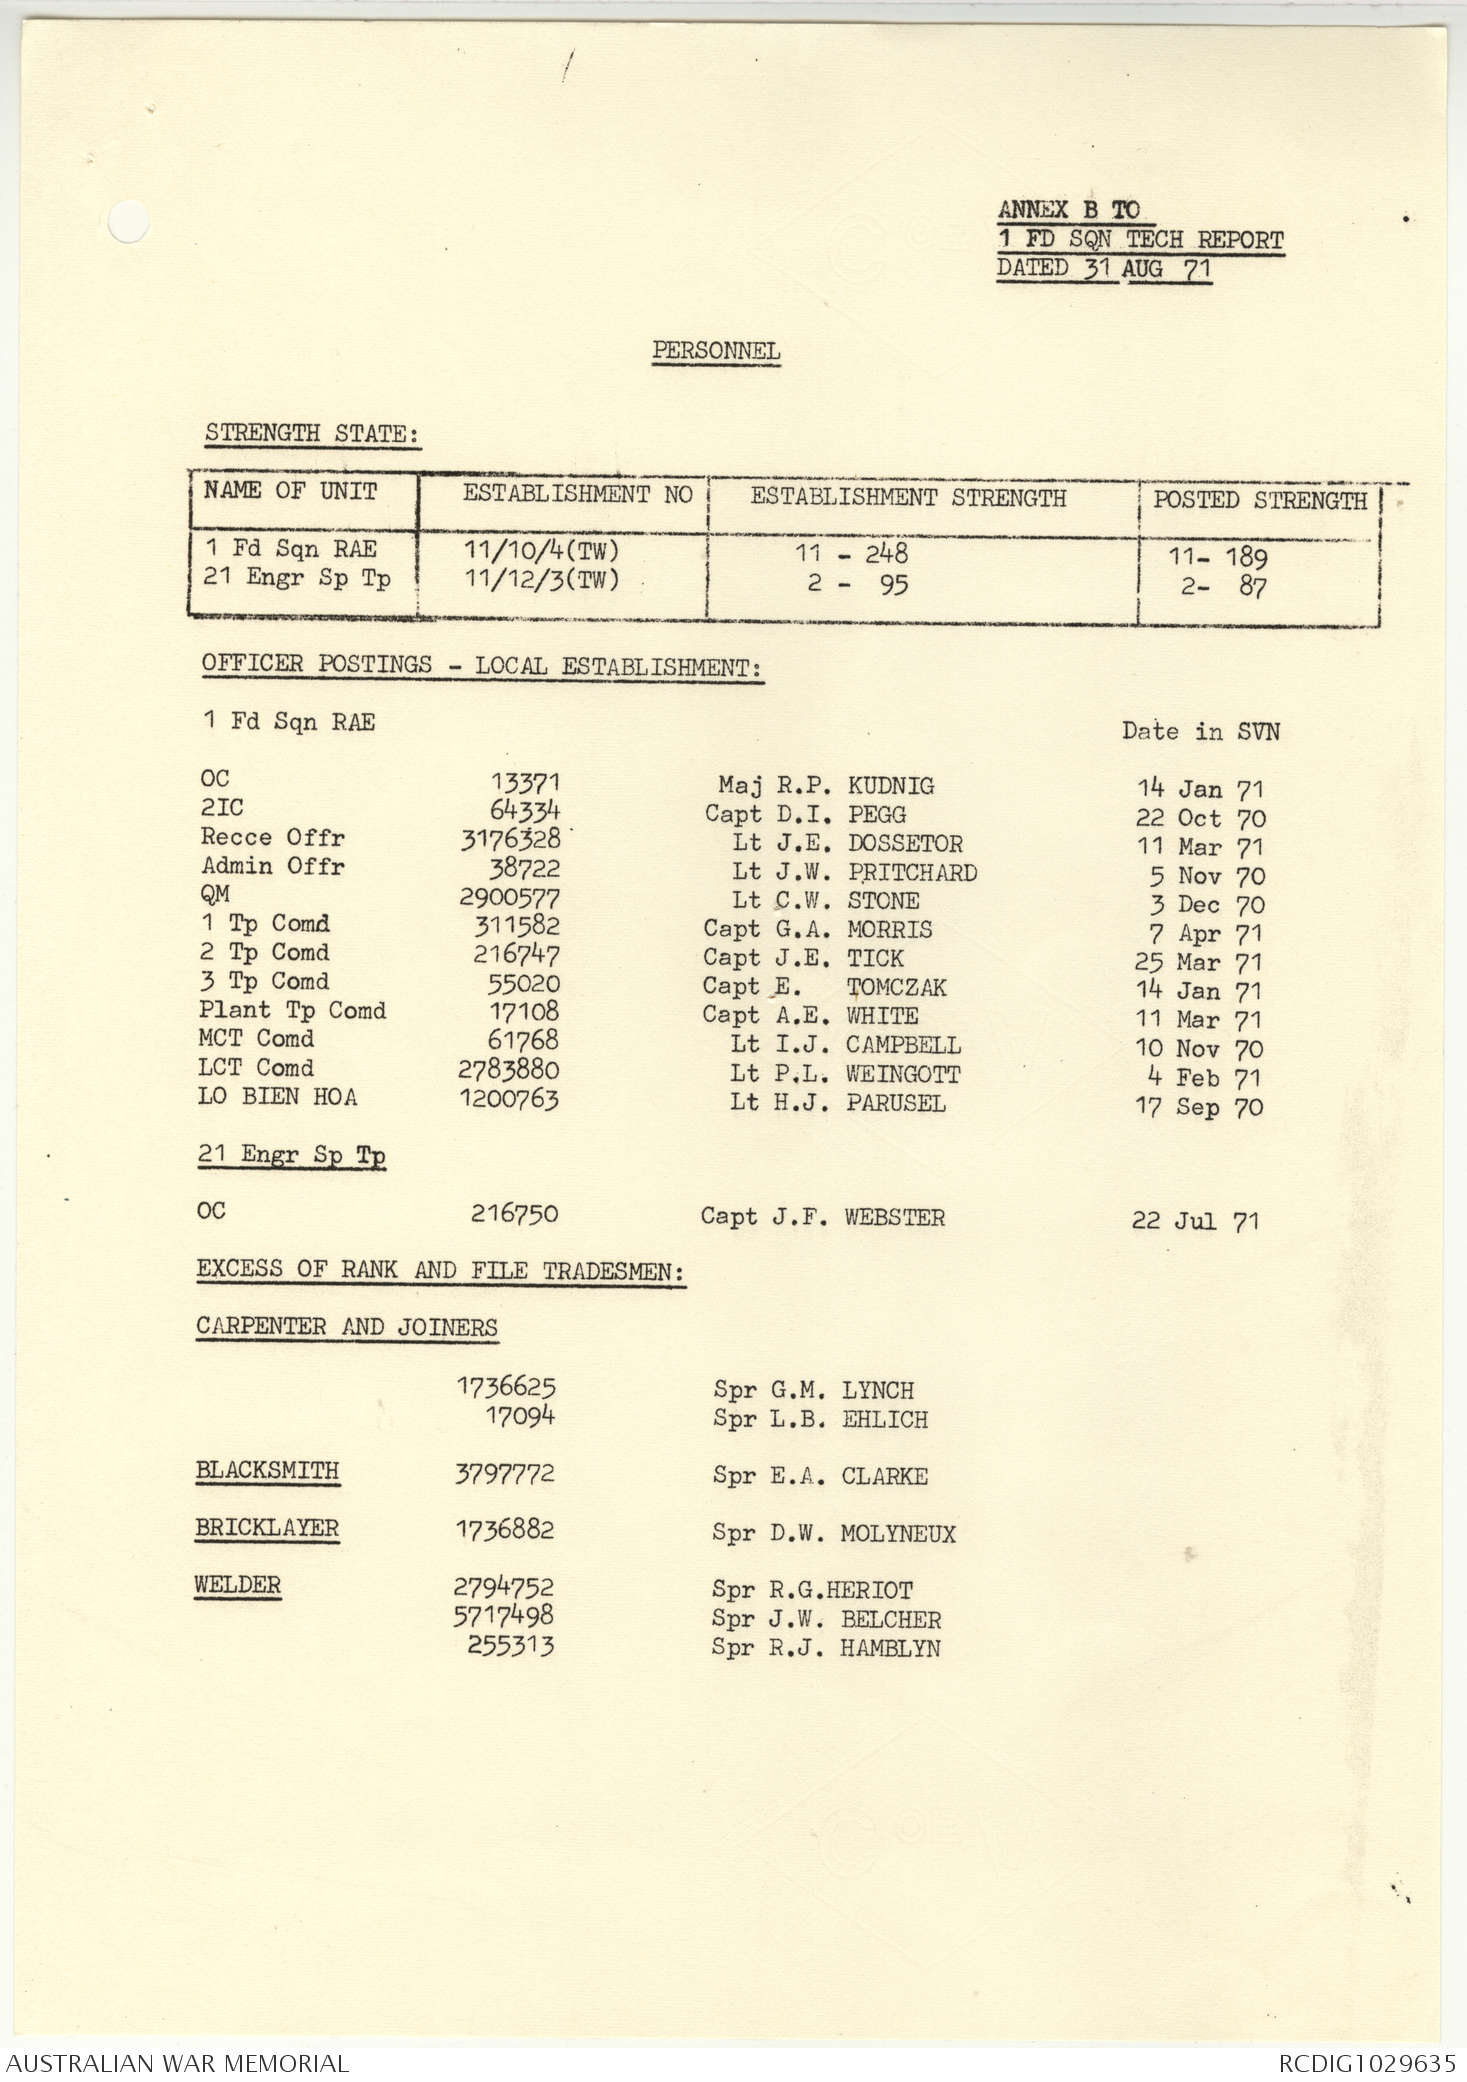 ANNEX B TO
1 FD SQN TECH REPORT
DATED 31 AUG 71
PERSONNEL
STRENGTH STATE:
NAME OF UNIT ESTABLISHMENT NO ESTABLISHMENT STRENGTH POSTED STRENGTH
1 Fd Sqn RAE 11/10/4(TW) 11 - 248 11- 189
21 Engr Sp Tp 11/12/3(TW) 2 - 95 2- 87
OFFICER POSTINGS - LOCAL ESTABLISHMENT:
1 Fd Sqn RAE Date in SVN
OC 13371 Maj R.P. KUDNIG 14 Jan 71
2IC 64334 Capt D.I. PEGG 22 Oct 70
Recce Offr 3176328 Lt J.E. DOSSETOR 11 Mar 71
Admin Offr 38722 Lt J.W. PRITCHARD 5 Nov 70
QM 2900577 Lt C.W. STONE 3 Dec 70
1 Tp Comd 311582 Capt G.A. MORRIS 7 Apr 71
2 Tp Comd 216747 Capt J.E. TICK 25 Mar 71
3 Tp Comd 55020 Capt E. TOMCZAK 14 Jan 71
Plant Tp Comd 17108 Capt A.E. WHITE 11 Mar 71
MCT Comd 61768 Lt I.J. CAMPBELL 10 Nov 70
LCT Comd 2783880 Lt P.L. WEINGOTT 4 Feb 71
LO BIEN HOA 1200763 Lt H.J. PARUSEL 17 Sep 70
21 Engr Sp Tp
OC 216750 Capt J.F. WEBSTER 22 Jul 71
EXCESS OF RANK AND FILE TRADESMEN:
CARPENTER AND JOINERS
1736625 Spr G.M. LYNCH
17094 Spr L.B. EHLICH
BLACKSMITH 3797772 Spr E.A. CLARKE
BRICKLAYER 1736882 Spr D.W. MOLYNEUX
WELDER 2794752 Spr R.G.HERIOT
5717498 Spr J.W. BELCHER
255313 Spr R.J. HAMBLYN
AUSTRALIAN WAR MEMORIAL RCDIG1029635